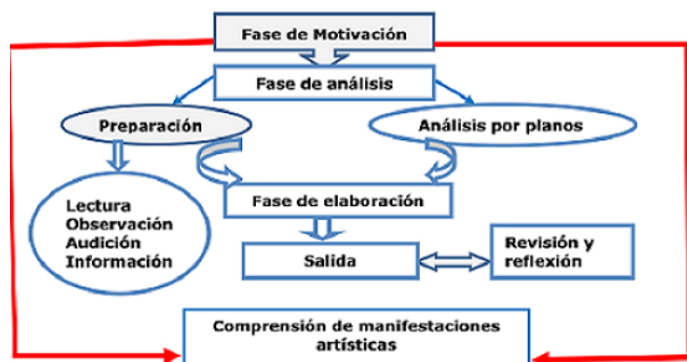 Fase de Motivación
Fase de análisis
Preparación
Análisis por planos
Lectura
Observación
Audición
Información
Fase de elaboración
Salida
Revisión y
reflexión
Comprensión de manifestaciones
artísticas